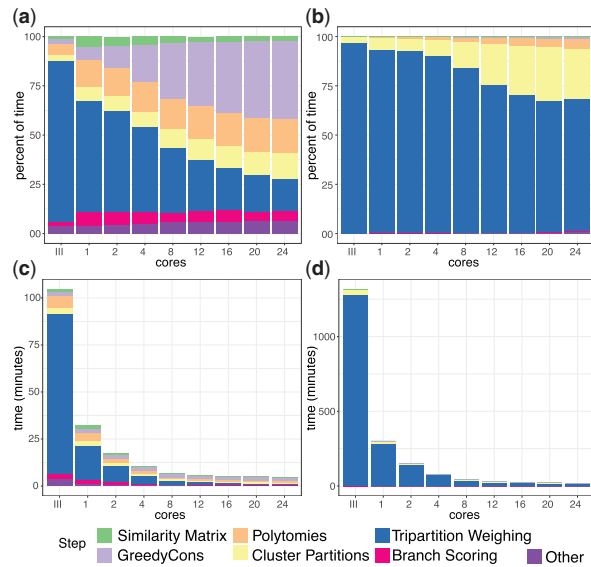 (a)
percent of time
100
75
50
25
00
III 1 2 4 8 12 16 20 24
cores
(b)
percent of time
100
75
50
25
00
III 1 2 4 8 12 16 20 24
cores
(c)
time (minutes)
100
75
50
25
0
III 1 2 4 8 12 16 20 24
cores
(d)
time (minutes)
1000
500
0
III 1 2 4 8 12 16 20 24
cores
Step
Similarity Matrix Polytomies Tripartition Weighing
GreedyCons Cluster Partitions Branch Scoring Other